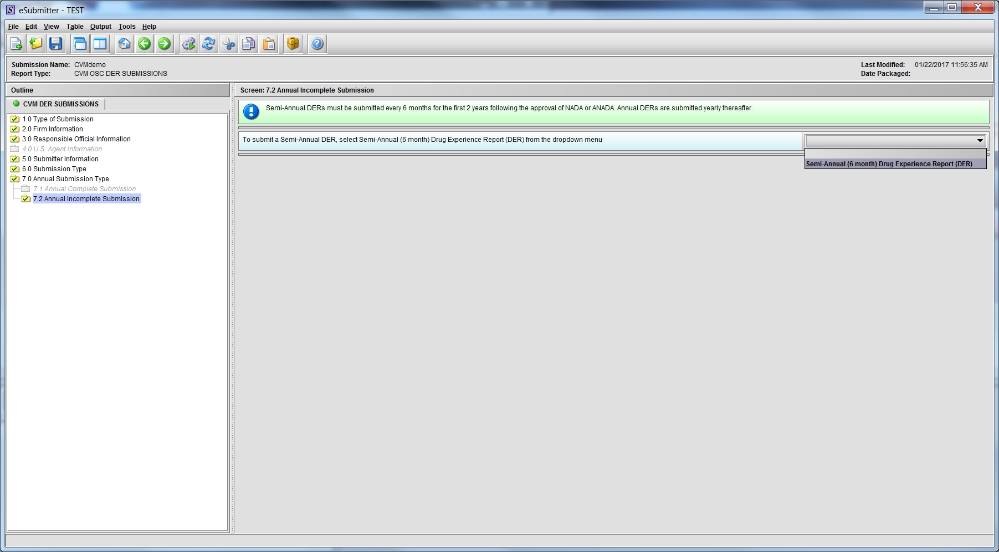 eSubmitter - TEST
File Edit View Table Output Tools Help
Submission Name: CVMdemo
Last Modified: 01/22/2017 11:56:35 AM
Report Type: CVM OSC DER SUBMISSIONS
Date Packaged:
Outline
CVM DER SUBMISSIONS
1.0 Type of Submission
2.0 Firm Information
3.0 Responsible Official Information
4.0 U.S. Agent Information
5.0 Submitter Information
6.0 Submission Type
7.0 Annual Submission Type
7.1 Annual Complete Submission
7.2 Annual Incomplete Submission
Screen: 7.2 Annual Incomplete Submission
Semi-Annual DERs must be submitted every 6 months for the first 2 years following the approval of NADA or ANADA. Annual DERs are submitted yearly thereafter.
To submit a Semi-Annual DER, select Semi-Annual (6 month) Drug Experience Report (DER) from the dropdown menu
Semi-Annual (6 month) Drug Experience Report (DER)